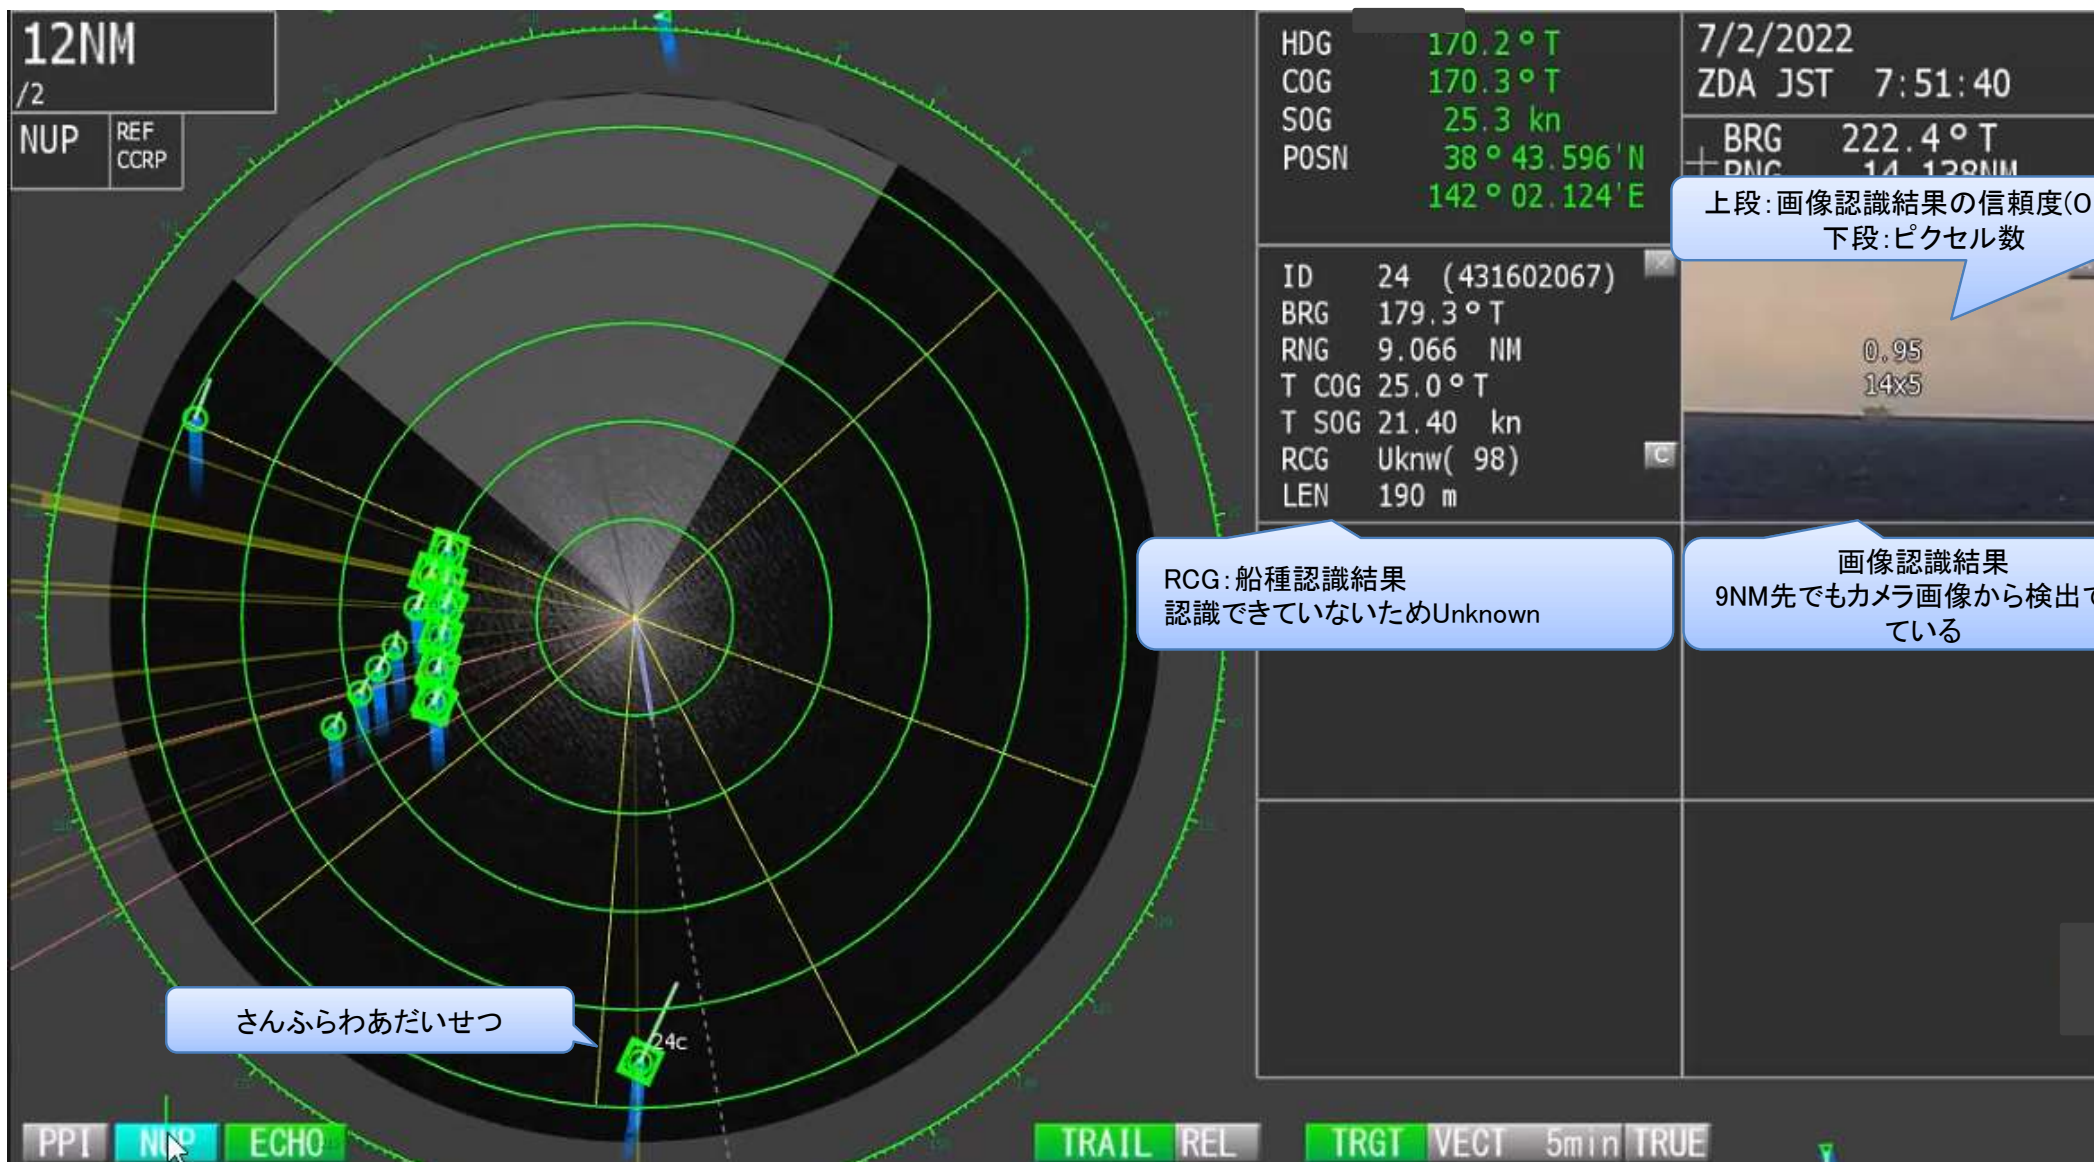 12NM
/2
NUP
REF
CCRP
HDG 170.2°T
COG 170.3°T
SOG 25.3 kn
POSN 38°43.596'N
142°02.124'E
7/2/2022
ZDA JST 7:51:40
BRG 222.4°T
RNG 14.138NM
上段:画像認識結果の信頼度(0
下段:ピクセル数
ID 24 (431602067)
BRG 179.3°T
RNG 9.066 NM
T COG 25.0°T
T SOG 21.40 kn
RCG Uknw( 98)
C
LEN 190 m
0.95
14x5
RCG:船種認識結果
認識できていないためUnknown
画像認識結果
9NM先でもカメラ画像から検出で
ている
さんふらわあだいせつ
24c
PPI NUP ECHO TRAIL REL TRGT VECT 5min TRUE